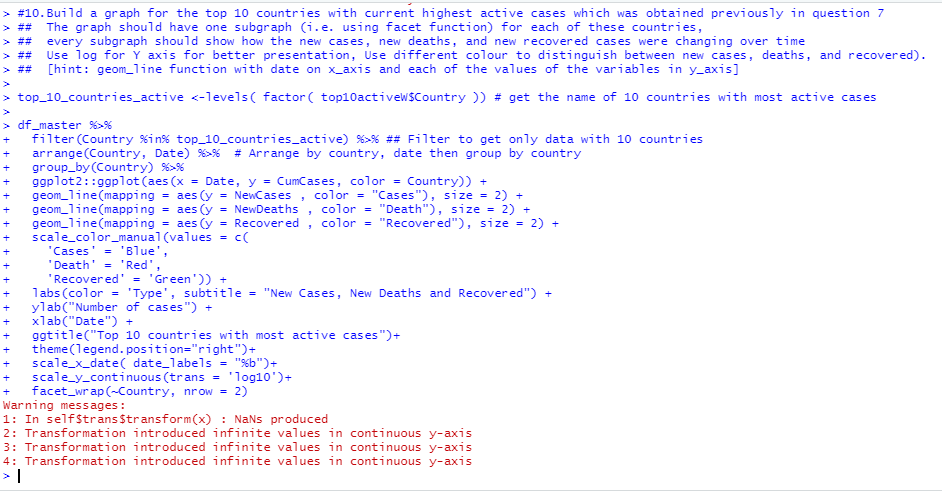 > #10.Build a graph for the top 10 countries with current highest active cases which was obtained previously in question 7
> ##  The graph should have one subgraph (i.e. using facet function) for each of these countries,
> ##  every subgraph should show how the new cases, new deaths, and new recovered cases were changing over time
> ##  Use log for Y axis for better presentation, Use different colour to distinguish between new cases, deaths, and recovered).
> ##  [hint: geom_line function with date on x_axis and each of the values of the variables in y_axis]
>
> top_10_countries_active <-levels( factor( top10activeW$Country )) # get the name of 10 countries with most active cases
>
> df_master %>%
+   filter(Country %in% top_10_countries_active) %>% ## Filter to get only data with 10 countries
+   arrange(Country, Date) %>%  # Arrange by country, date then group by country
+   group_by(Country) %>%
+   ggplot2::ggplot(aes(x = Date, y = CumCases, color = Country)) +
+   geom_line(mapping = aes(y = NewCases , color = "Cases"), size = 2) +
+   geom_line(mapping = aes(y = NewDeaths , color = "Death"), size = 2) +
+   geom_line(mapping = aes(y = Recovered , color = "Recovered"), size = 2) +
+   scale_color_manual(values = c(
+     'Cases' = 'Blue',
+     'Death' = 'Red',
+     'Recovered' = 'Green')) +
+   labs(color = 'Type', subtitle = "New Cases, New Deaths and Recovered") +
+   ylab("Number of cases") +
+   xlab("Date") +
+   ggtitle("Top 10 countries with most active cases")+
+   theme(legend.position="right")+
+   scale_x_date( date_labels = "%b")+
+   scale_y_continuous(trans = 'log10')+
+   facet_wrap(~Country, nrow = 2)
Warning messages:
1: In self$trans$transform(x) : NaNs produced
2: Transformation introduced infinite values in continuous y-axis
3: Transformation introduced infinite values in continuous y-axis
4: Transformation introduced infinite values in continuous y-axis
>